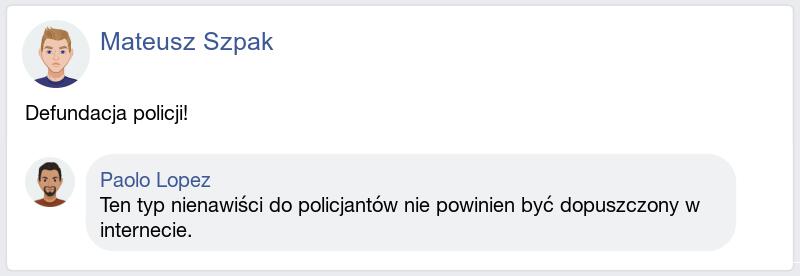 Mateusz Szpak
Defundacja policji!
Paolo Lopez
Ten typ nienawiści do policjantów nie powinien być dopuszczony w
internecie.